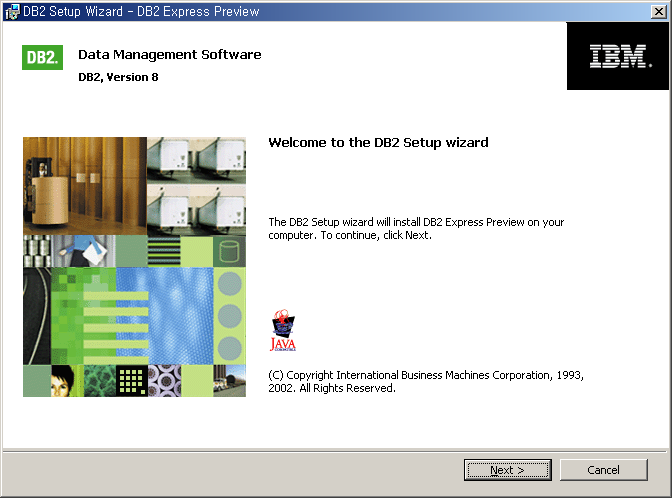 DB2 Setup Wizard - DB2 Express Preview
DB2.
Data Management Software
DB2, Version 8
IBM.
Welcome to the DB2 Setup wizard
The DB2 Setup wizard will install DB2 Express Preview on your
computer. To continue, click Next.
JAVA
(C) Copyright International Business Machines Corporation, 1993,
2002. All Rights Reserved.
Next >
Cancel